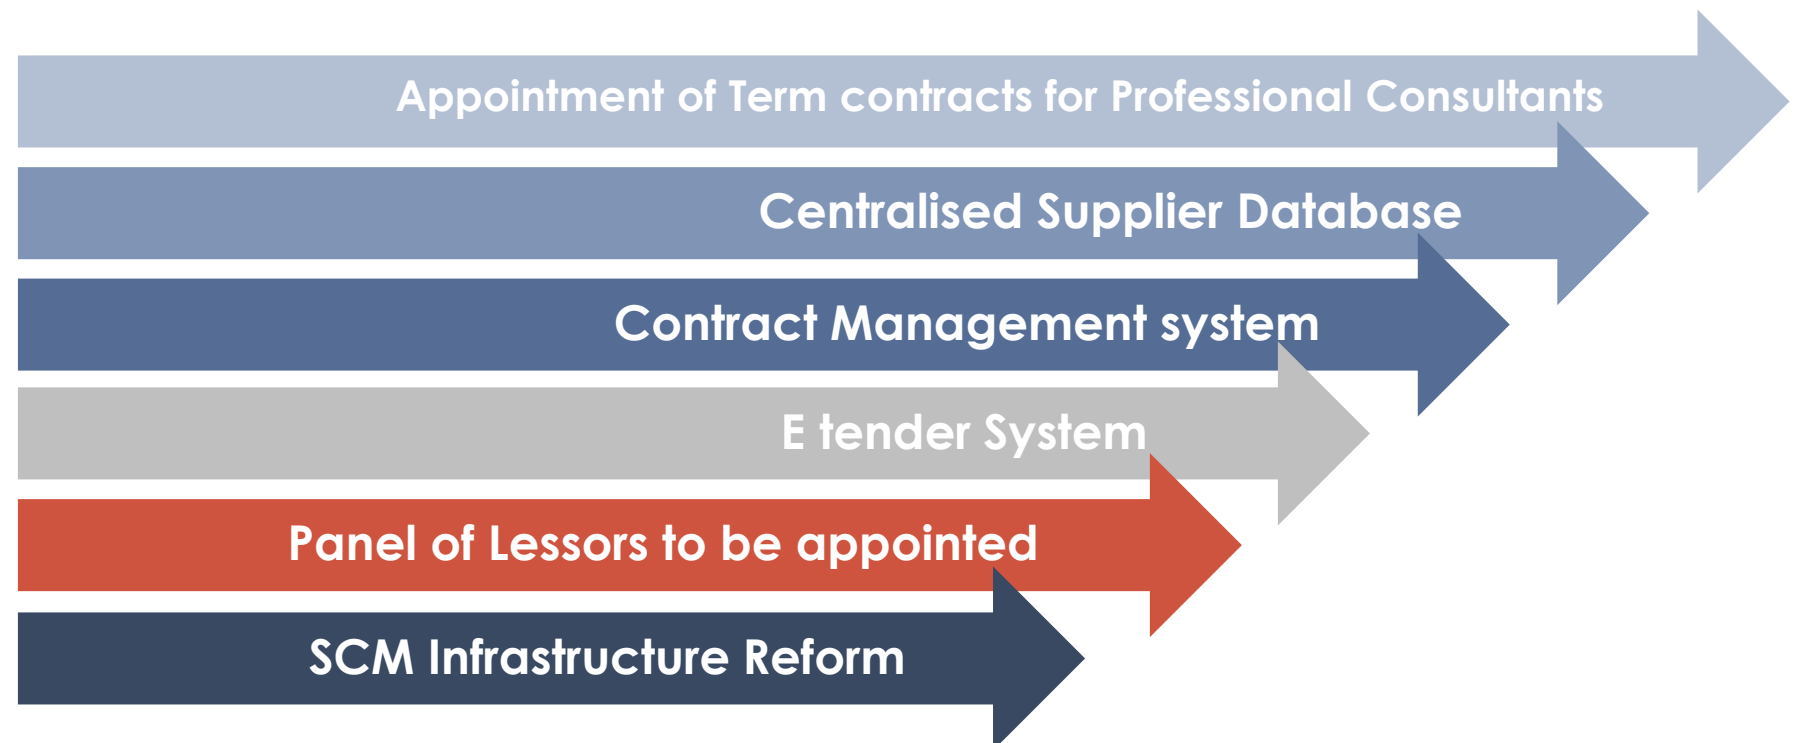 Appointment of Term contracts for Professional Consultants
Centralised Supplier Database
Contract Management system
E tender System
Panel of Lessors to be appointed
SCM Infrastructure Reform